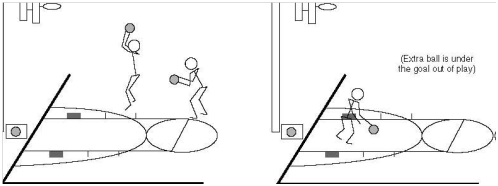 (Extra ball is under
the goal out of play)